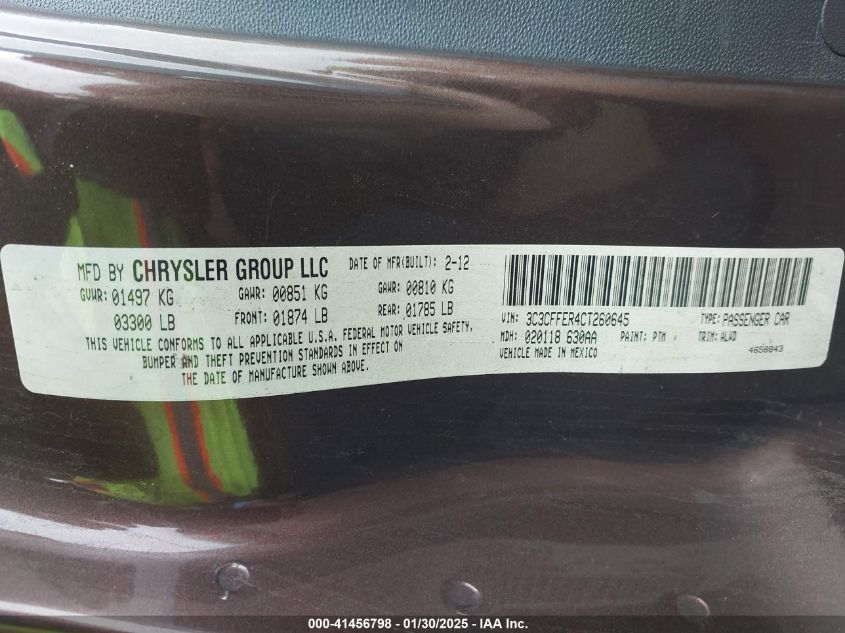 MFD BY CHRYSLER GROUP LLC
DATE OF MFR(BUILT): 2-12
GVWR: 01497 KG
GAWR: 00851 KG
GAWR: 00810 KG
03300 LB
FRONT: 01874 LB
REAR: 01785 LB
THIS VEHICLE CONFORMS TO ALL APPLICABLE U.S.A. FEDERAL MOTOR VEHICLE SAFETY,
BUMPER AND THEFT PREVENTION STANDARDS IN EFFECT ON
THE DATE OF MANUFACTURE SHOWN ABOVE.
VIN: 3C3CFFER4CT260645
TYPE: PASSENGER CAR
MDH: 020118 630AA
PAINT: PTM
TRIM: ALWD
VEHICLE MADE IN MEXICO
4658843
000-41456798 - 01/30/2025 - IAA Inc.